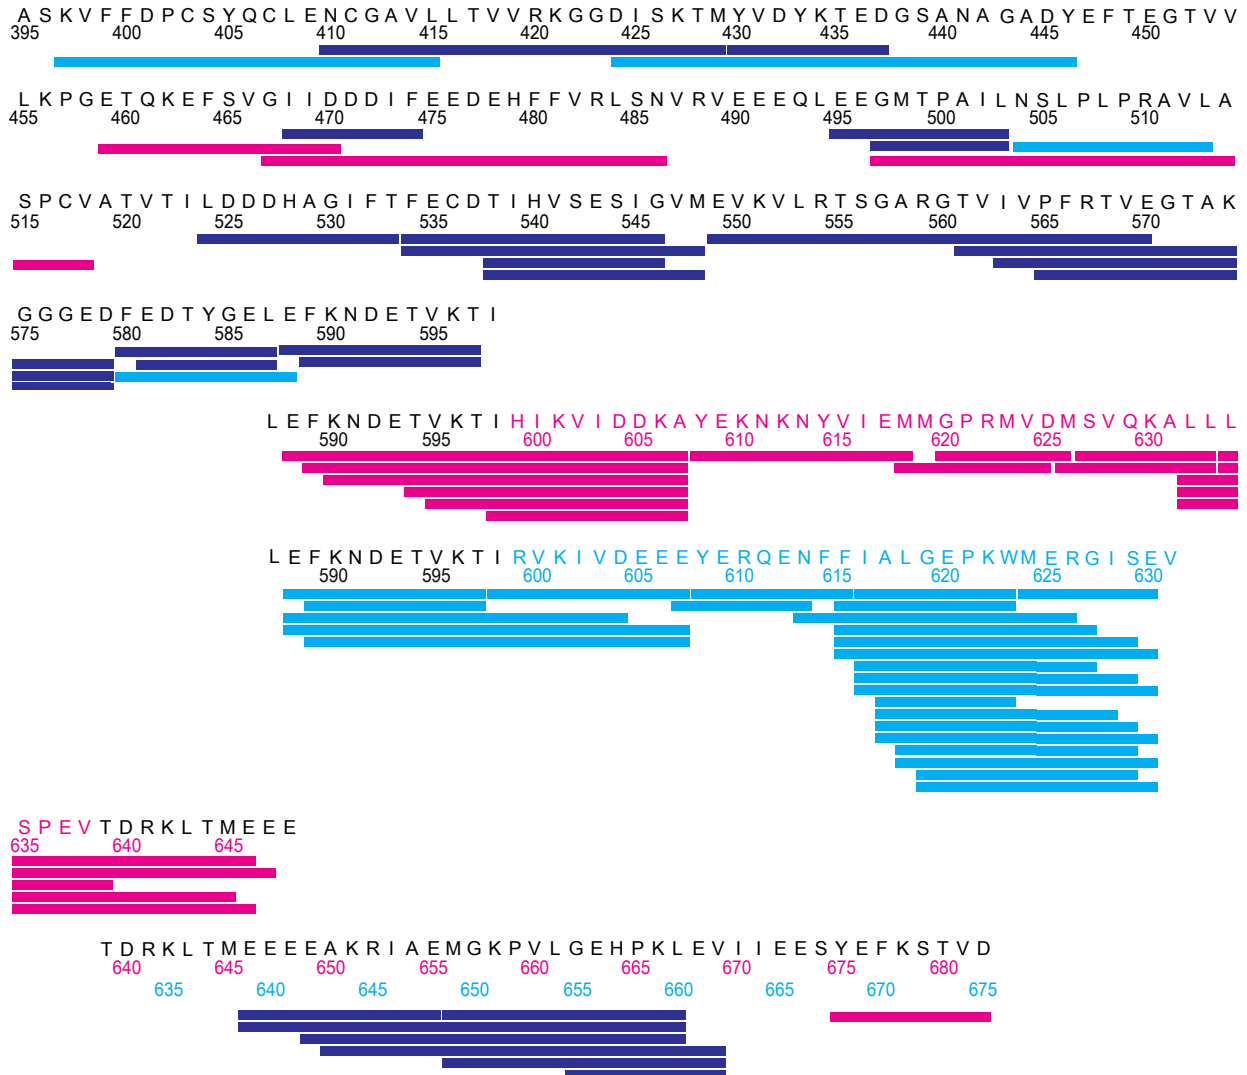 A S K V F F D P C S Y Q C L E N C G A V L L T V V R K G G D I S K T M Y V D Y K T E D G S A N A G A D Y E F T E G T V V
395 400 405 410 415 420 425 430 435 440 445 450
L K P G E T Q K E F S V G I I D D D I F E E D E H F F V R L S N V R V E E E Q L E E G M T P A I L N S L P L P R A V L A
455 460 465 470 475 480 485 490 495 500 505 510
S P C V A T V T I L D D D H A G I F T F E C D T I H V S E S I G V M E V K V L R T S G A R G T V I V P F R T V E G T A K
515 520 525 530 535 540 545 550 555 560 565 570
G G G E D F E D T Y G E L E F K N D E T V K T I
575 580 585 590 595
L E F K N D E T V K T I H I K V I D D K A Y E K N K N Y V I E M M G P R M V D M S V Q K A L L L
590 595 600 605 610 615 620 625 630
L E F K N D E T V K T I R V K I V D E E E Y E R Q E N F F I A L G E P K W M E R G I S E V
590 595 600 605 610 615 620 625 630
S P E V T D R K L T M E E E
635 640 645
T D R K L T M E E E E A K R I A E M G K P V L G E H P K L E V I I E E S Y E F K S T V D
640 645 650 655 660 665 670 675 680
635 640 645 650 655 660 665 670 675